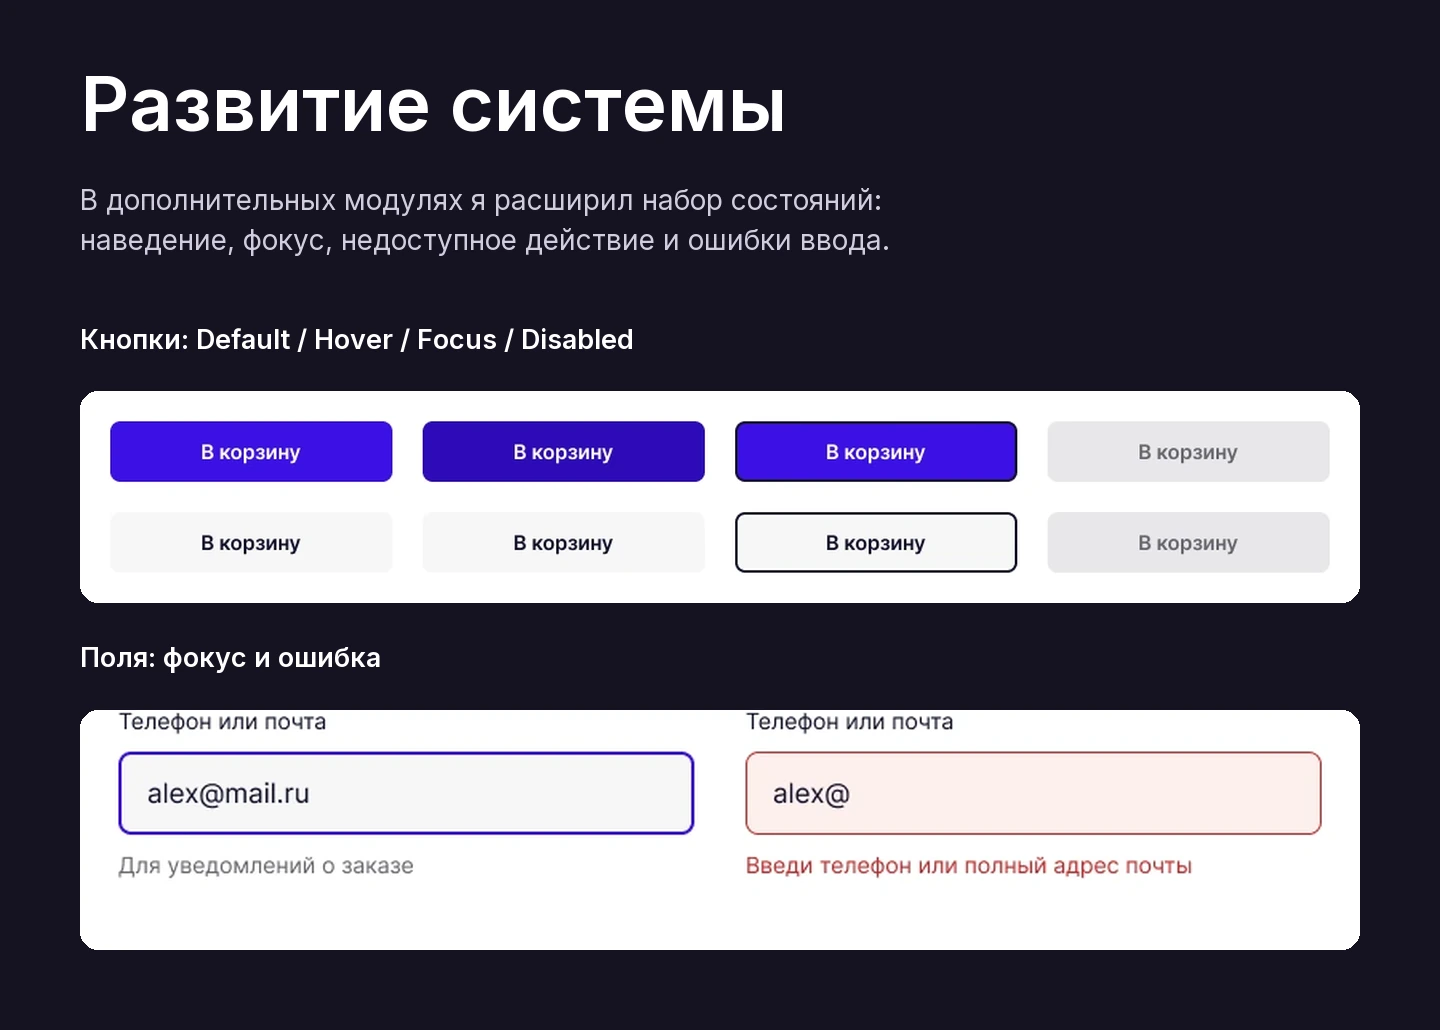 Развитие системы
В дополнительных модулях я расширил набор состояний:
наведение, фокус, недоступное действие и ошибки ввода.
Кнопки: Default / Hover / Focus / Disabled
В корзину В корзину В корзину В корзину
В корзину В корзину В корзину В корзину
Поля: фокус и ошибка
Телефон или почта Телефон или почта
alex@mail.ru alex@
Для уведомлений о заказе Введи телефон или полный адрес почты